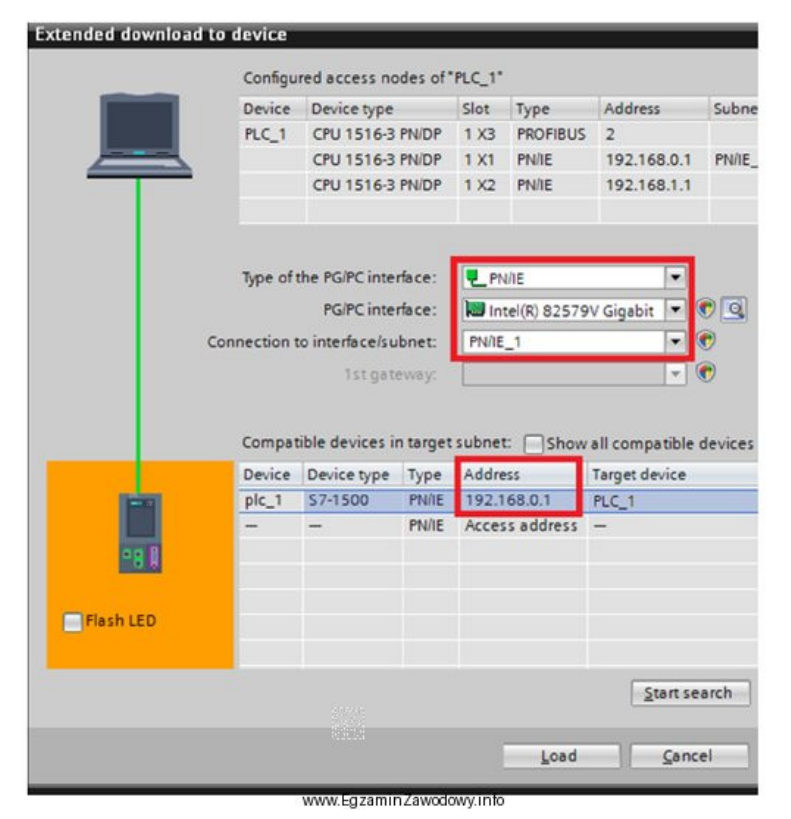 Extended download to device
Configured access nodes of "PLC_1"
Device Device type Slot Type Address Subne
PLC_1 CPU 1516-3 PN/DP 1 X3 PROFIBUS 2
CPU 1516-3 PN/DP 1 X1 PN/IE 192.168.0.1 PN/IE_
CPU 1516-3 PN/DP 1 X2 PN/IE 192.168.1.1
Type of the PG/PC interface: PN/IE
PG/PC interface: Intel(R) 82579V Gigabit
Connection to interface/subnet: PN/IE_1
1st gateway:
Compatible devices in target subnet: Show all compatible devices
Device Device type Type Address Target device
plc_1 S7-1500 PN/IE 192.168.0.1 PLC_1
— — PN/IE Access address —
Flash LED
Start search
Load Cancel
www.EgzaminZawodowy.info